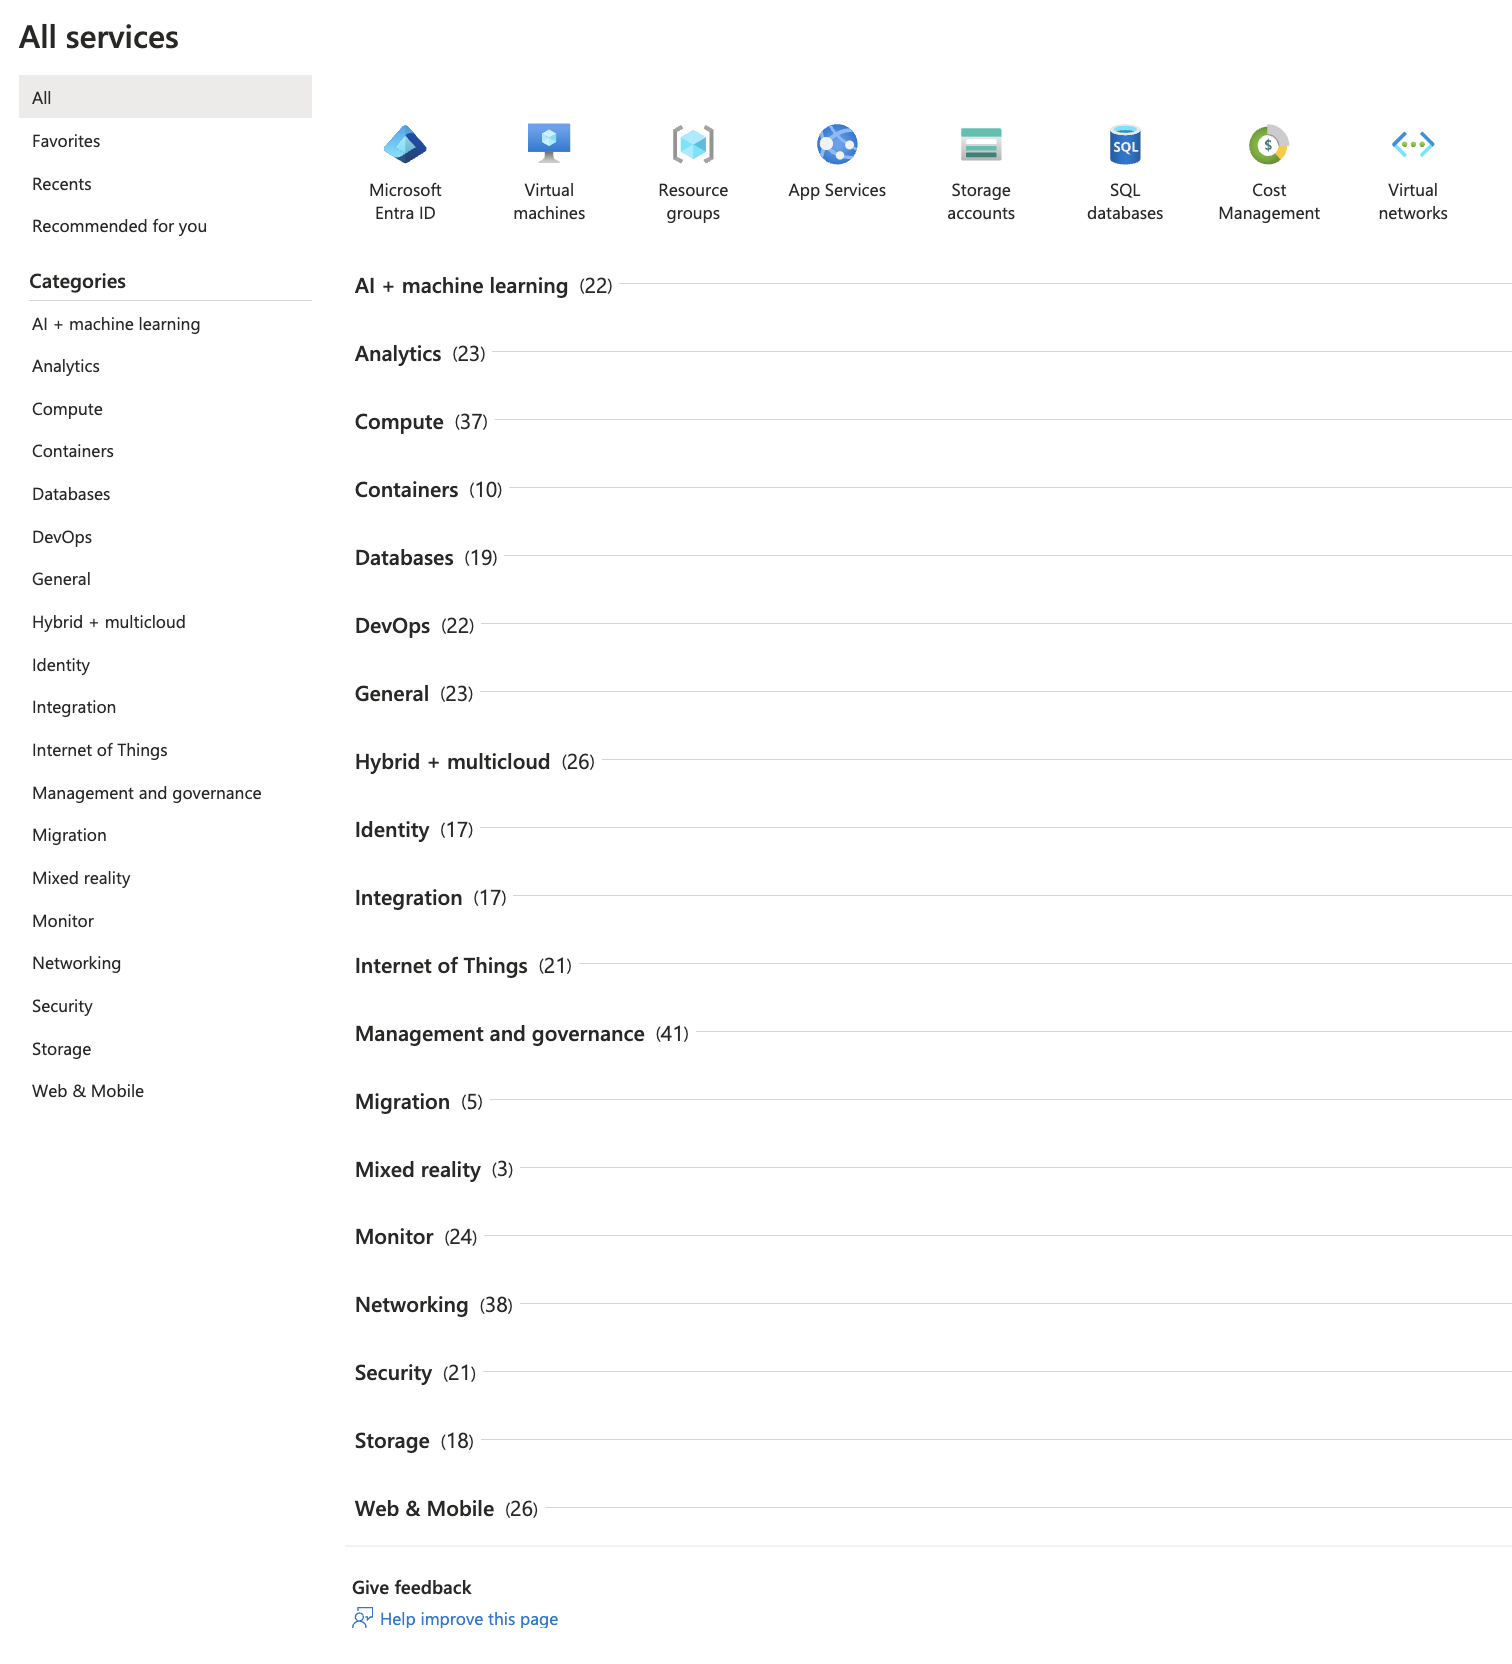 All services
All
Favorites
Recents
Recommended for you
Categories
AI + machine learning
Analytics
Compute
Containers
Databases
DevOps
General
Hybrid + multicloud
Identity
Integration
Internet of Things
Management and governance
Migration
Mixed reality
Monitor
Networking
Security
Storage
Web & Mobile
Microsoft
Entra ID
Virtual
machines
Resource
groups
App Services
Storage
accounts
SQL
SQL
databases
$
Cost
Management
Virtual
networks
AI + machine learning (22)
Analytics (23)
Compute (37)
Containers (10)
Databases (19)
DevOps (22)
General (23)
Hybrid + multicloud (26)
Identity (17)
Integration (17)
Internet of Things (21)
Management and governance (41)
Migration (5)
Mixed reality (3)
Monitor (24)
Networking (38)
Security (21)
Storage (18)
Web & Mobile (26)
Give feedback
Help improve this page